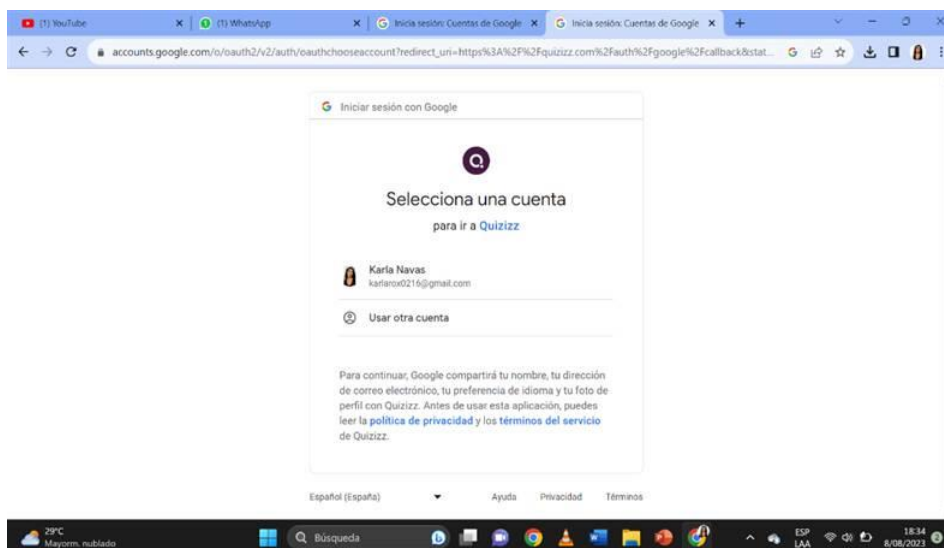 (1) YouTube
(1) WhatsApp
Inicia sesión: Cuentas de Google
Inicia sesión: Cuentas de Google
accounts.google.com/o/oauth2/v2/auth/oauthchooseaccount?redirect_uri=https%3A%2F%2Fquizizz.com%2Fauth%2Fgoogle%2Fcallback&stat...
Iniciar sesión con Google
Selecciona una cuenta
para ir a Quizizz
Karla Navas
karlarox0216@gmail.com
Usar otra cuenta
Para continuar, Google compartirá tu nombre, tu dirección
de correo electrónico, tu preferencia de idioma y tu foto de
perfil con Quizizz. Antes de usar esta aplicación, puedes
leer la política de privacidad y los términos del servicio
de Quizizz.
Español (España) Ayuda Privacidad Términos
29°C
Mayorm. nublado
Búsqueda
ESP
LAA
18:34
8/08/2023